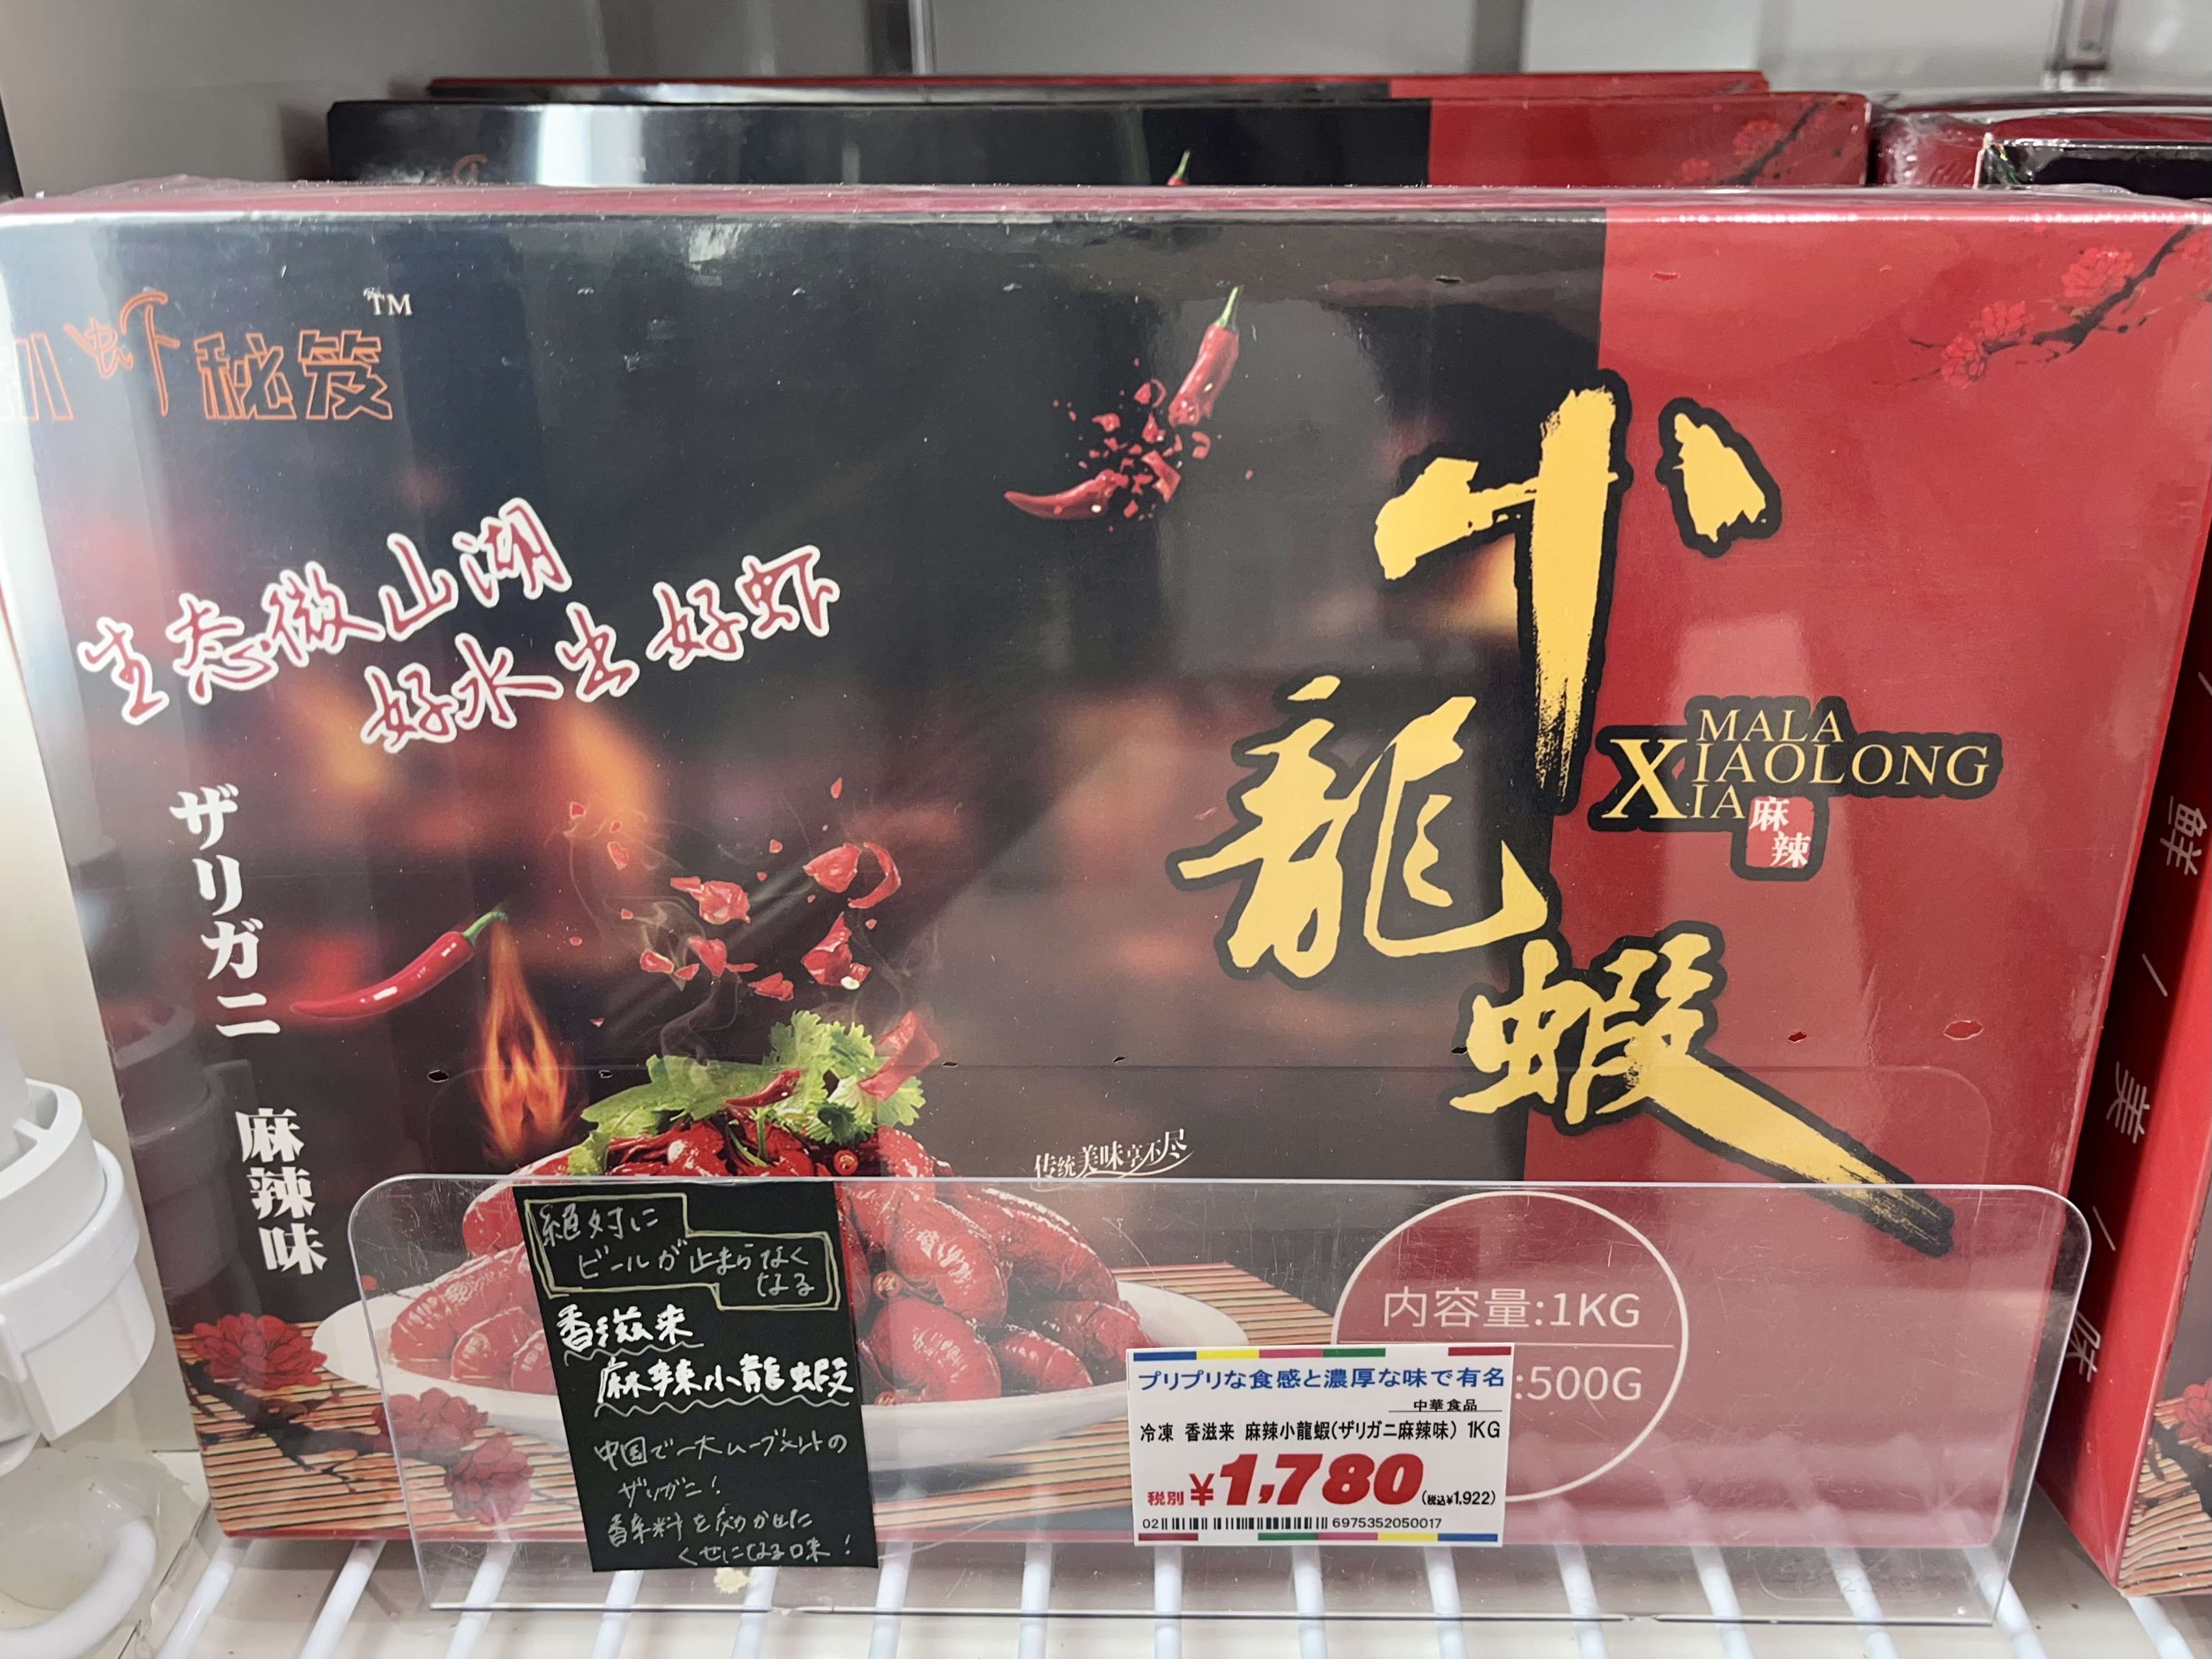 扒虾秘笈 TM
生态微山湖
好水出好虾
ザリガニ 麻辣味
小龍蝦
MALA
XIAOLONG
XIA
麻辣
传统美味享不尽
内容量:1KG
:500G
絶対に
ビールが止まらなく
なる
香滋来
麻辣小龍蝦
中国で一大ムーブメントの
ザリガニ!
香辛料を効かせた
くせになる味!
プリプリな食感と濃厚な味で有名
中華食品
冷凍 香滋来 麻辣小龍蝦(ザリガニ麻辣味) 1KG
税別 ¥1,780 (税込¥1,922)
02 6975352050017
鮮 / 美 / 味